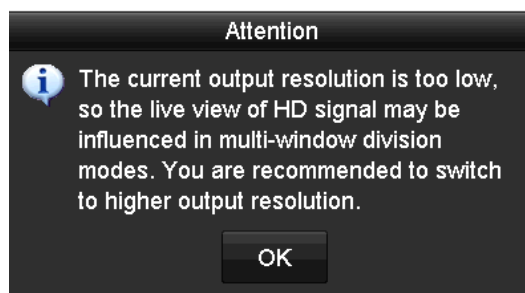 Attention
The current output resolution is too low,
so the live view of HD signal may be
influenced in multi-window division
modes. You are recommended to switch
to higher output resolution.
OK